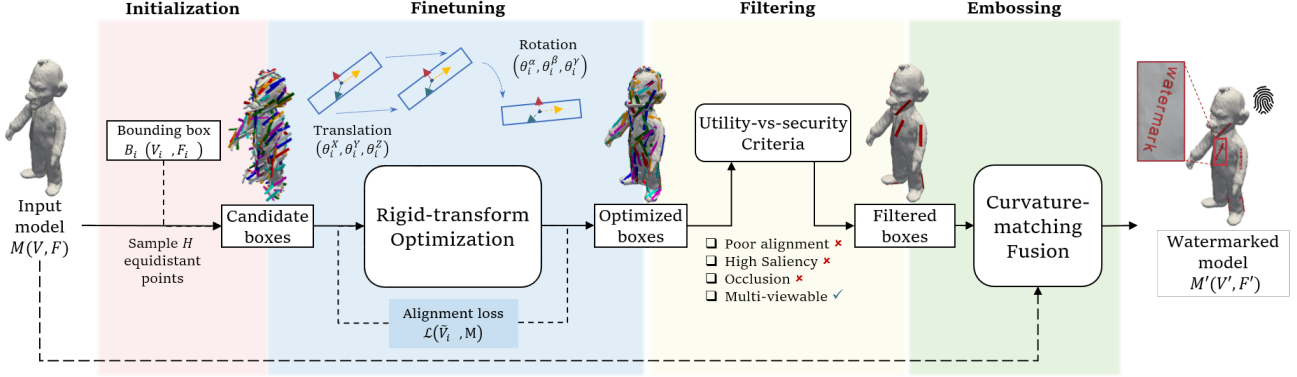 Initialization
Finetuning
Filtering
Embossing
Input
model
M(V, F)
Bounding box
B_i (V_i , F_i )
Sample H
equidistant
points
Candidate
boxes
Translation
(θ_i^X, θ_i^Y, θ_i^Z)
Rotation
(θ_i^α, θ_i^β, θ_i^γ)
Rigid-transform
Optimization
Alignment loss
ℒ(Ṽ_i , M)
Optimized
boxes
Utility-vs-security
Criteria
❑ Poor alignment ✘
❑ High Saliency ✘
❑ Occlusion ✘
❑ Multi-viewable ✓
Filtered
boxes
Curvature-
matching
Fusion
watermark
Watermarked
model
M′(V′, F′)